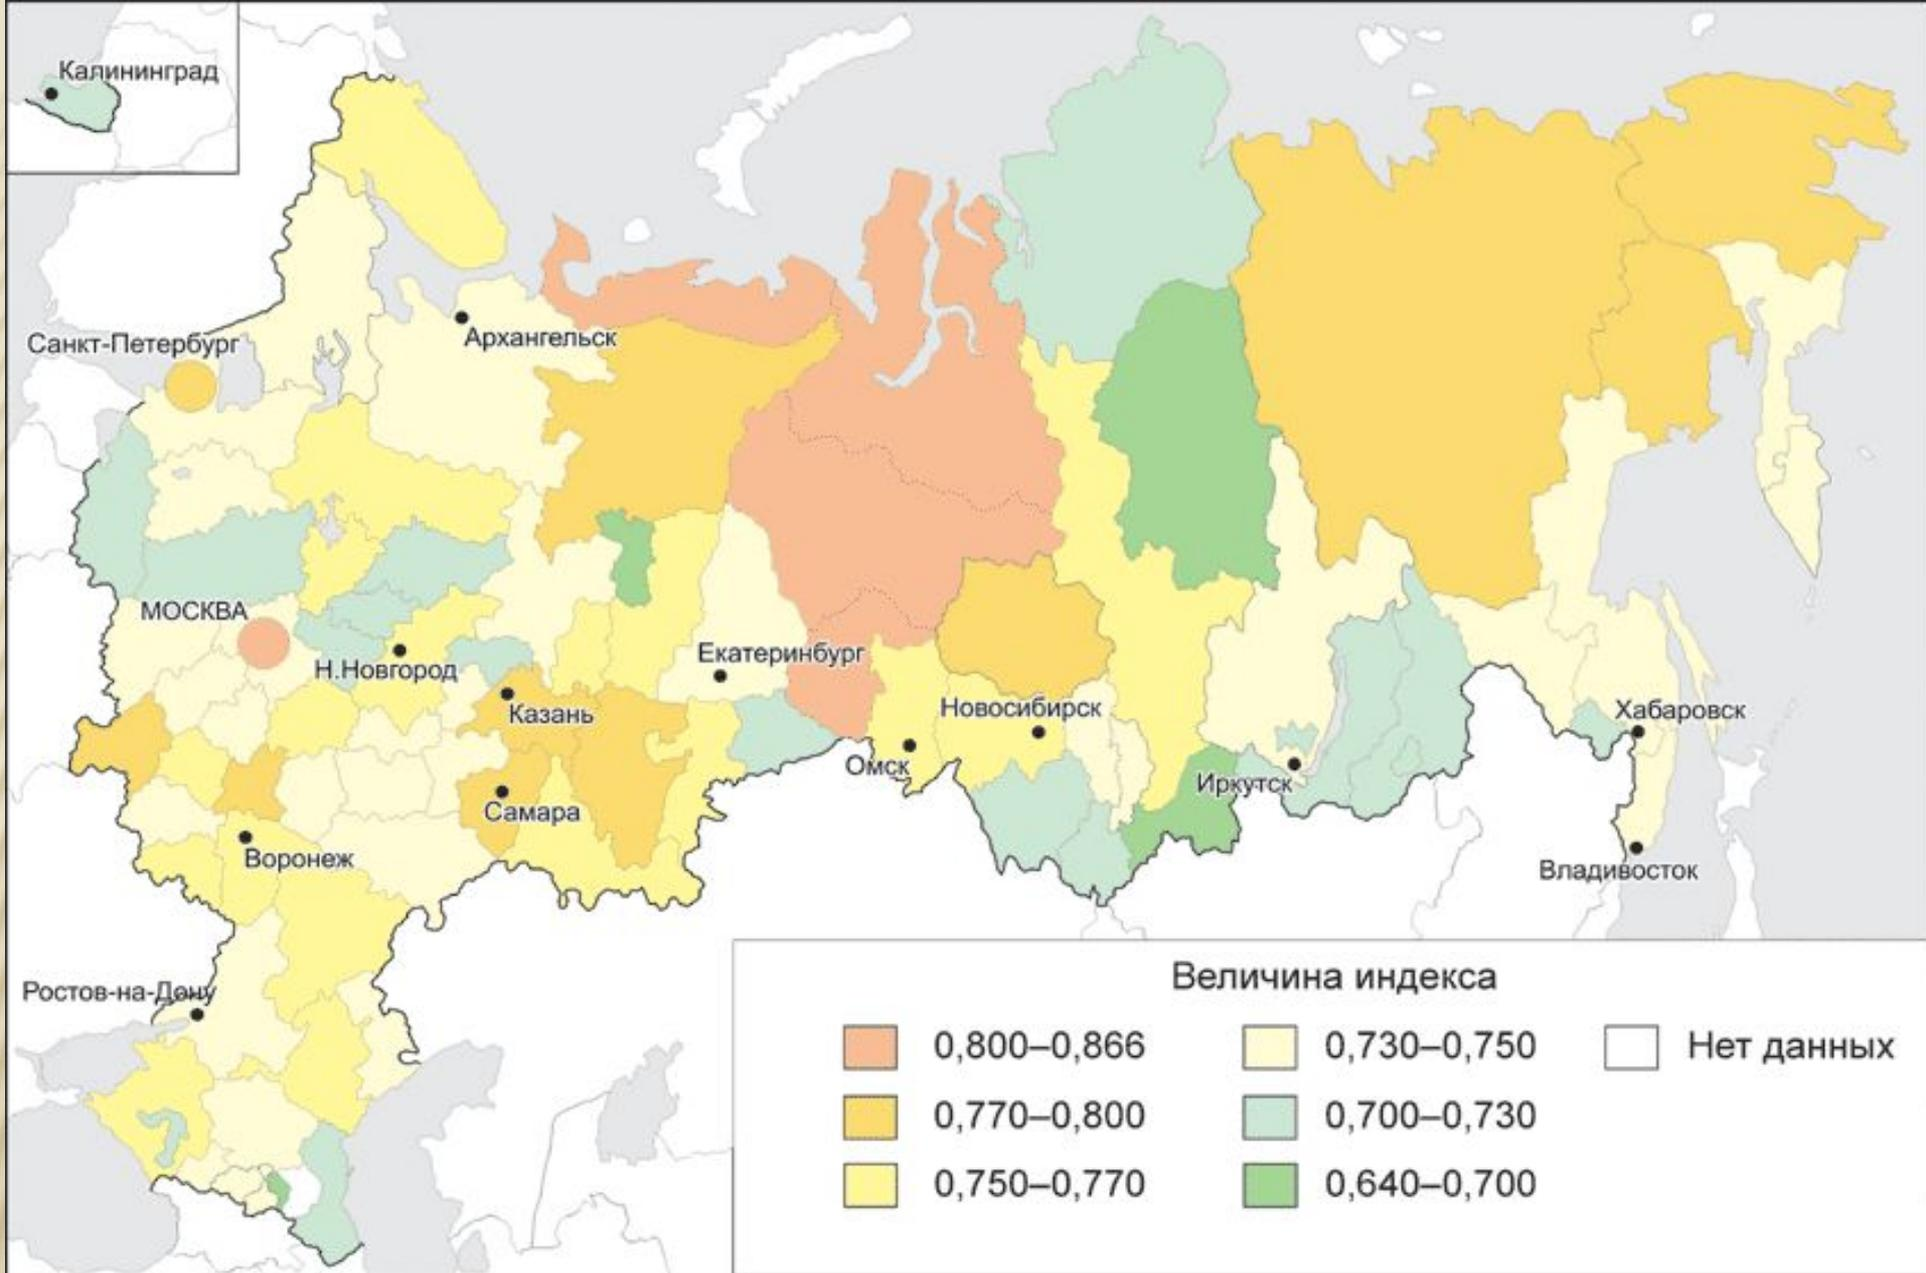 Калининград
Архангельск
Санкт-Петербург
МОСКВА
Н.Новгород
Екатеринбург
Казань
Новосибирск
Хабаровск
Омск
Иркутск
Самара
Воронеж
Владивосток
Ростов-на-Дону
Величина индекса
0,800–0,866
0,730–0,750
Нет данных
0,770–0,800
0,700–0,730
0,750–0,770
0,640–0,700